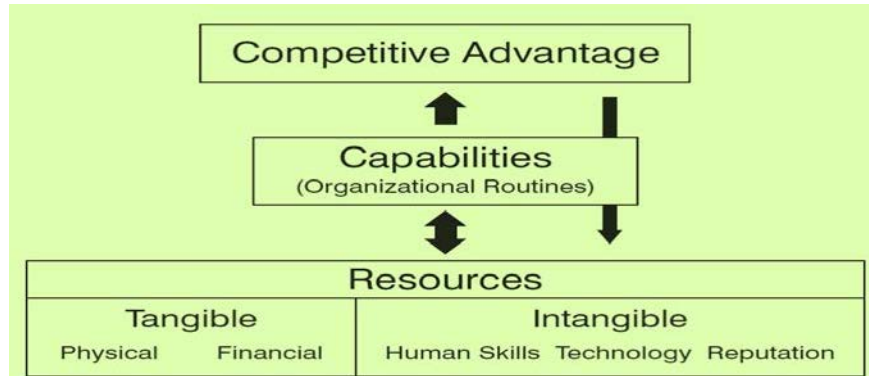 Competitive Advantage
Capabilities
(Organizational Routines)
Resources
Tangible
Intangible
Physical Financial
Human Skills Technology Reputation